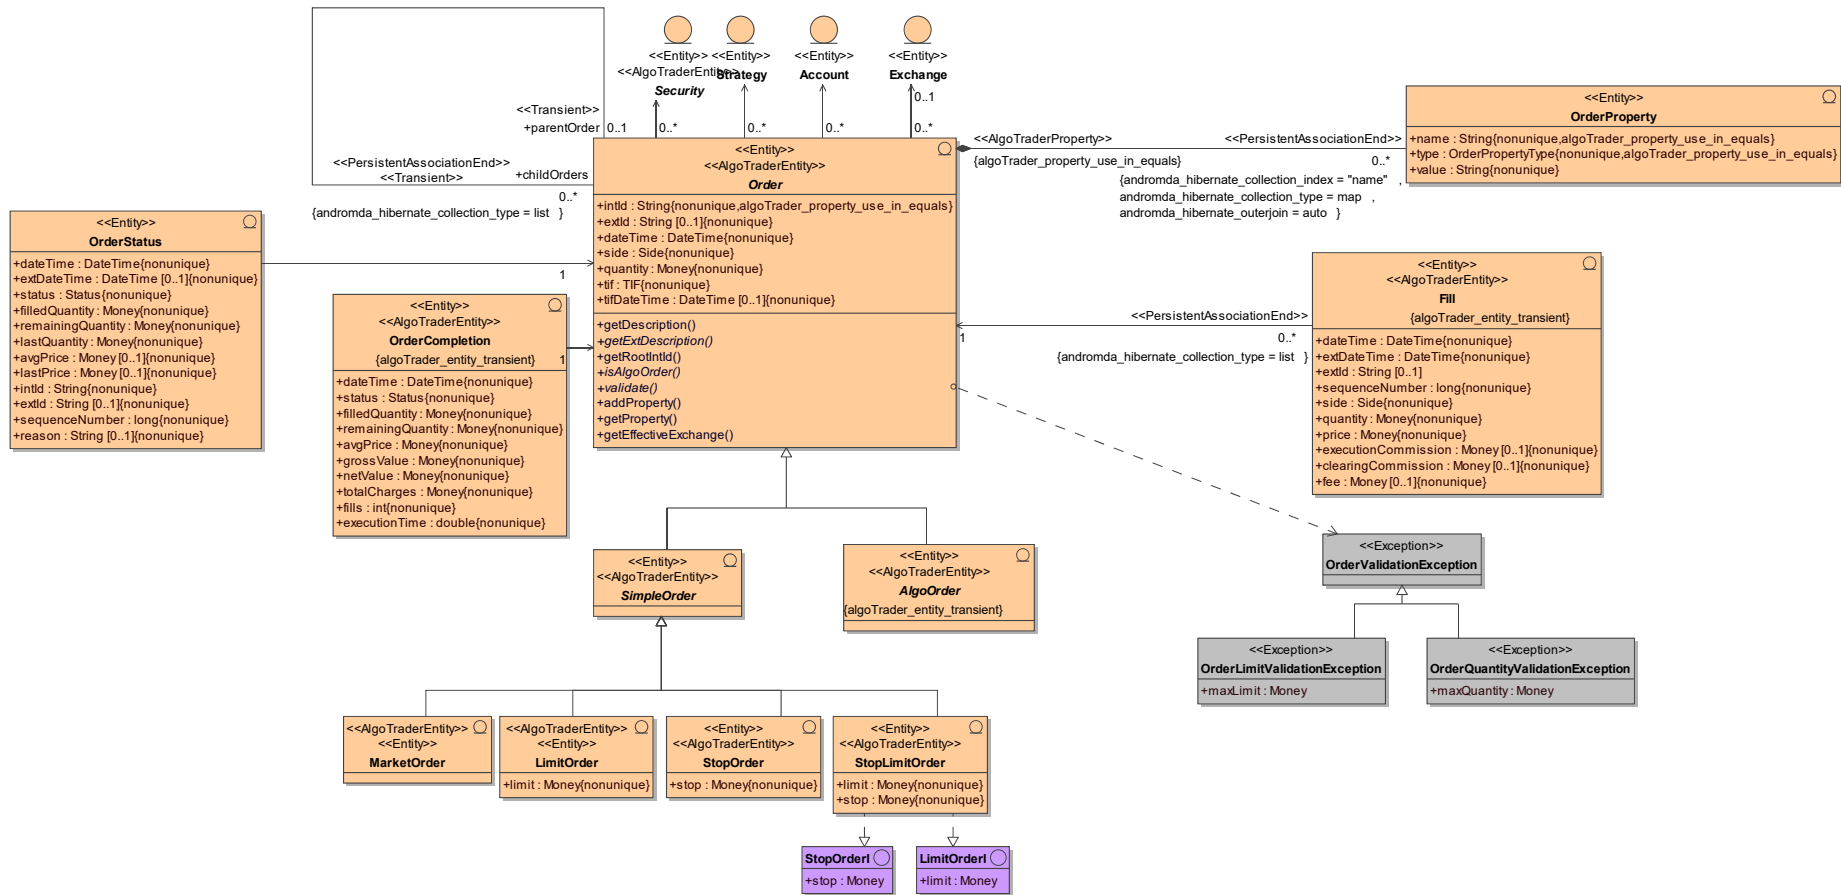 <<Entity>>
<<AlgoTraderEntity>>
Security
<<Entity>>
Strategy
<<Entity>>
Account
<<Entity>>
Exchange
0..1
<<Transient>>
+parentOrder
0..1
0..*
0..*
0..*
0..*
<<PersistentAssociationEnd>>
<<Transient>>
+childOrders
0..*
{andromda_hibernate_collection_type = list }
<<Entity>>
<<AlgoTraderEntity>>
Order
+intId : String{nonunique,algoTrader_property_use_in_equals}
+extId : String [0..1]{nonunique}
+dateTime : DateTime{nonunique}
+side : Side{nonunique}
+quantity : Money{nonunique}
+tif : TIF{nonunique}
+tifDateTime : DateTime [0..1]{nonunique}
+getDescription()
+getExtDescription()
+getRootIntId()
+isAlgoOrder()
+validate()
+addProperty()
+getProperty()
+getEffectiveExchange()
<<AlgoTraderProperty>>
{algoTrader_property_use_in_equals}
<<PersistentAssociationEnd>>
0..*
{andromda_hibernate_collection_index = "name" ,
andromda_hibernate_collection_type = map ,
andromda_hibernate_outerjoin = auto }
<<Entity>>
OrderProperty
+name : String{nonunique,algoTrader_property_use_in_equals}
+type : OrderPropertyType{nonunique,algoTrader_property_use_in_equals}
+value : String{nonunique}
<<Entity>>
OrderStatus
+dateTime : DateTime{nonunique}
+extDateTime : DateTime [0..1]{nonunique}
+status : Status{nonunique}
+filledQuantity : Money{nonunique}
+remainingQuantity : Money{nonunique}
+lastQuantity : Money{nonunique}
+avgPrice : Money [0..1]{nonunique}
+lastPrice : Money [0..1]{nonunique}
+intId : String{nonunique}
+extId : String [0..1]{nonunique}
+sequenceNumber : long{nonunique}
+reason : String [0..1]{nonunique}
1
<<Entity>>
<<AlgoTraderEntity>>
OrderCompletion
{algoTrader_entity_transient}
+dateTime : DateTime{nonunique}
+status : Status{nonunique}
+filledQuantity : Money{nonunique}
+remainingQuantity : Money{nonunique}
+avgPrice : Money{nonunique}
+grossValue : Money{nonunique}
+netValue : Money{nonunique}
+totalCharges : Money{nonunique}
+fills : int{nonunique}
+executionTime : double{nonunique}
1
<<PersistentAssociationEnd>>
1
0..*
{andromda_hibernate_collection_type = list }
<<Entity>>
<<AlgoTraderEntity>>
Fill
{algoTrader_entity_transient}
+dateTime : DateTime{nonunique}
+extDateTime : DateTime{nonunique}
+extId : String [0..1]
+sequenceNumber : long{nonunique}
+side : Side{nonunique}
+quantity : Money{nonunique}
+price : Money{nonunique}
+executionCommission : Money [0..1]{nonunique}
+clearingCommission : Money [0..1]{nonunique}
+fee : Money [0..1]{nonunique}
<<Entity>>
<<AlgoTraderEntity>>
SimpleOrder
<<Entity>>
<<AlgoTraderEntity>>
AlgoOrder
{algoTrader_entity_transient}
<<Exception>>
OrderValidationException
<<Exception>>
OrderLimitValidationException
+maxLimit : Money
<<Exception>>
OrderQuantityValidationException
+maxQuantity : Money
<<AlgoTraderEntity>>
<<Entity>>
MarketOrder
<<AlgoTraderEntity>>
<<Entity>>
LimitOrder
+limit : Money{nonunique}
<<Entity>>
<<AlgoTraderEntity>>
StopOrder
+stop : Money{nonunique}
<<Entity>>
<<AlgoTraderEntity>>
StopLimitOrder
+limit : Money{nonunique}
+stop : Money{nonunique}
StopOrderI
+stop : Money
LimitOrderI
+limit : Money